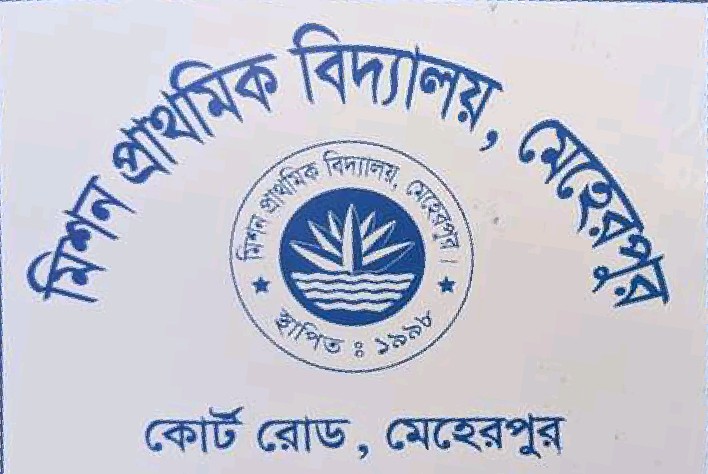 মিশন প্রাথমিক বিদ্যালয়, মেহেরপুর
মিশন প্রাথমিক বিদ্যালয়, মেহেরপুর।
স্থাপিত ঃ ১৯৯৮
কোর্ট রোড, মেহেরপুর